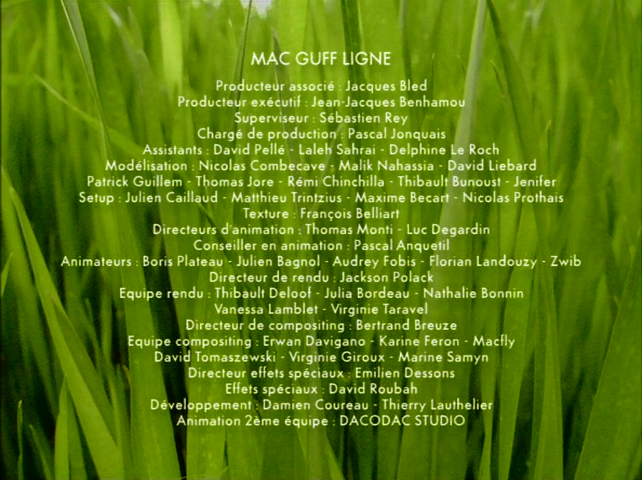 MAC GUFF LIGNE
Producteur associé : Jacques Bled
Producteur exécutif : Jean-Jacques Benhamou
Superviseur : Sébastien Rey
Chargé de production : Pascal Jonquais
Assistants : David Pellé - Laleh Sahrai - Delphine Le Roch
Modélisation : Nicolas Combecave - Malik Nahassia - David Liebard
Patrick Guillem - Thomas Jore - Rémi Chinchilla - Thibault Bunoust - Jenifer
Setup : Julien Caillaud - Matthieu Trintzius - Maxime Becart - Nicolas Prothais
Texture : François Belliart
Directeurs d'animation : Thomas Monti - Luc Degardin
Conseiller en animation : Pascal Anquetil
Animateurs : Boris Plateau - Julien Bagnol - Audrey Fobis - Florian Landouzy - Zwib
Directeur de rendu : Jackson Polack
Equipe rendu : Thibault Deloof - Julia Bordeau - Nathalie Bonnin
Vanessa Lamblet - Virginie Taravel
Directeur de compositing : Bertrand Breuze
Equipe compositing : Erwan Davigano - Karine Feron - Macfly
David Tomaszewski - Virginie Giroux - Marine Samyn
Directeur effets spéciaux : Emilien Dessons
Effets spéciaux : David Roubah
Développement : Damien Coureau - Thierry Lauthelier
Animation 2ème équipe : DACODAC STUDIO